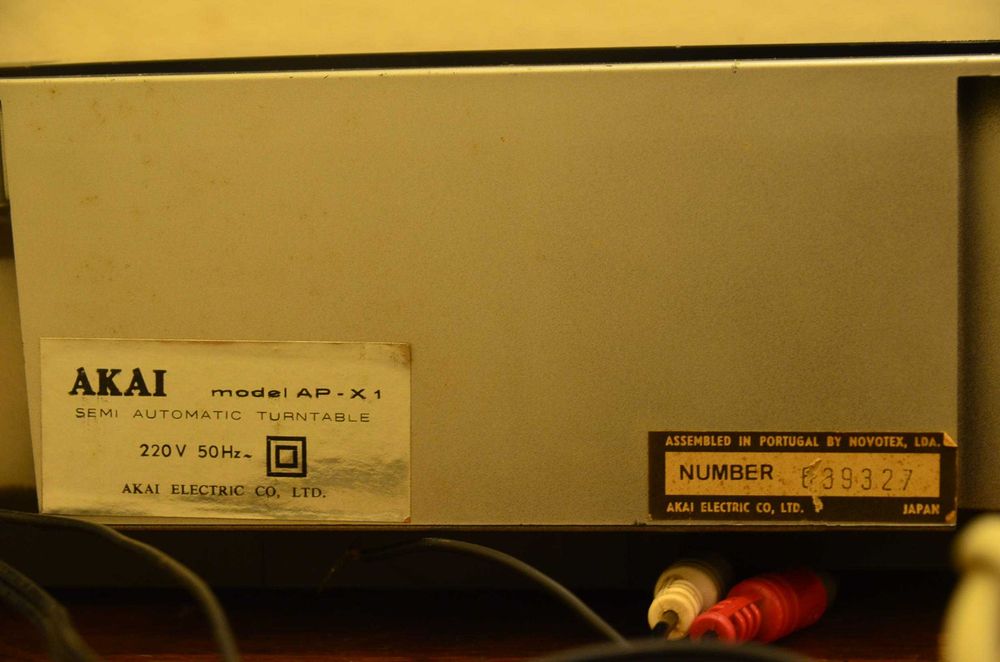 AKAI model AP-X1
SEMI AUTOMATIC TURNTABLE
220V 50Hz~
AKAI ELECTRIC CO, LTD.
ASSEMBLED IN PORTUGAL BY NOVOTEX, LDA.
NUMBER
AKAI ELECTRIC CO, LTD. JAPAN